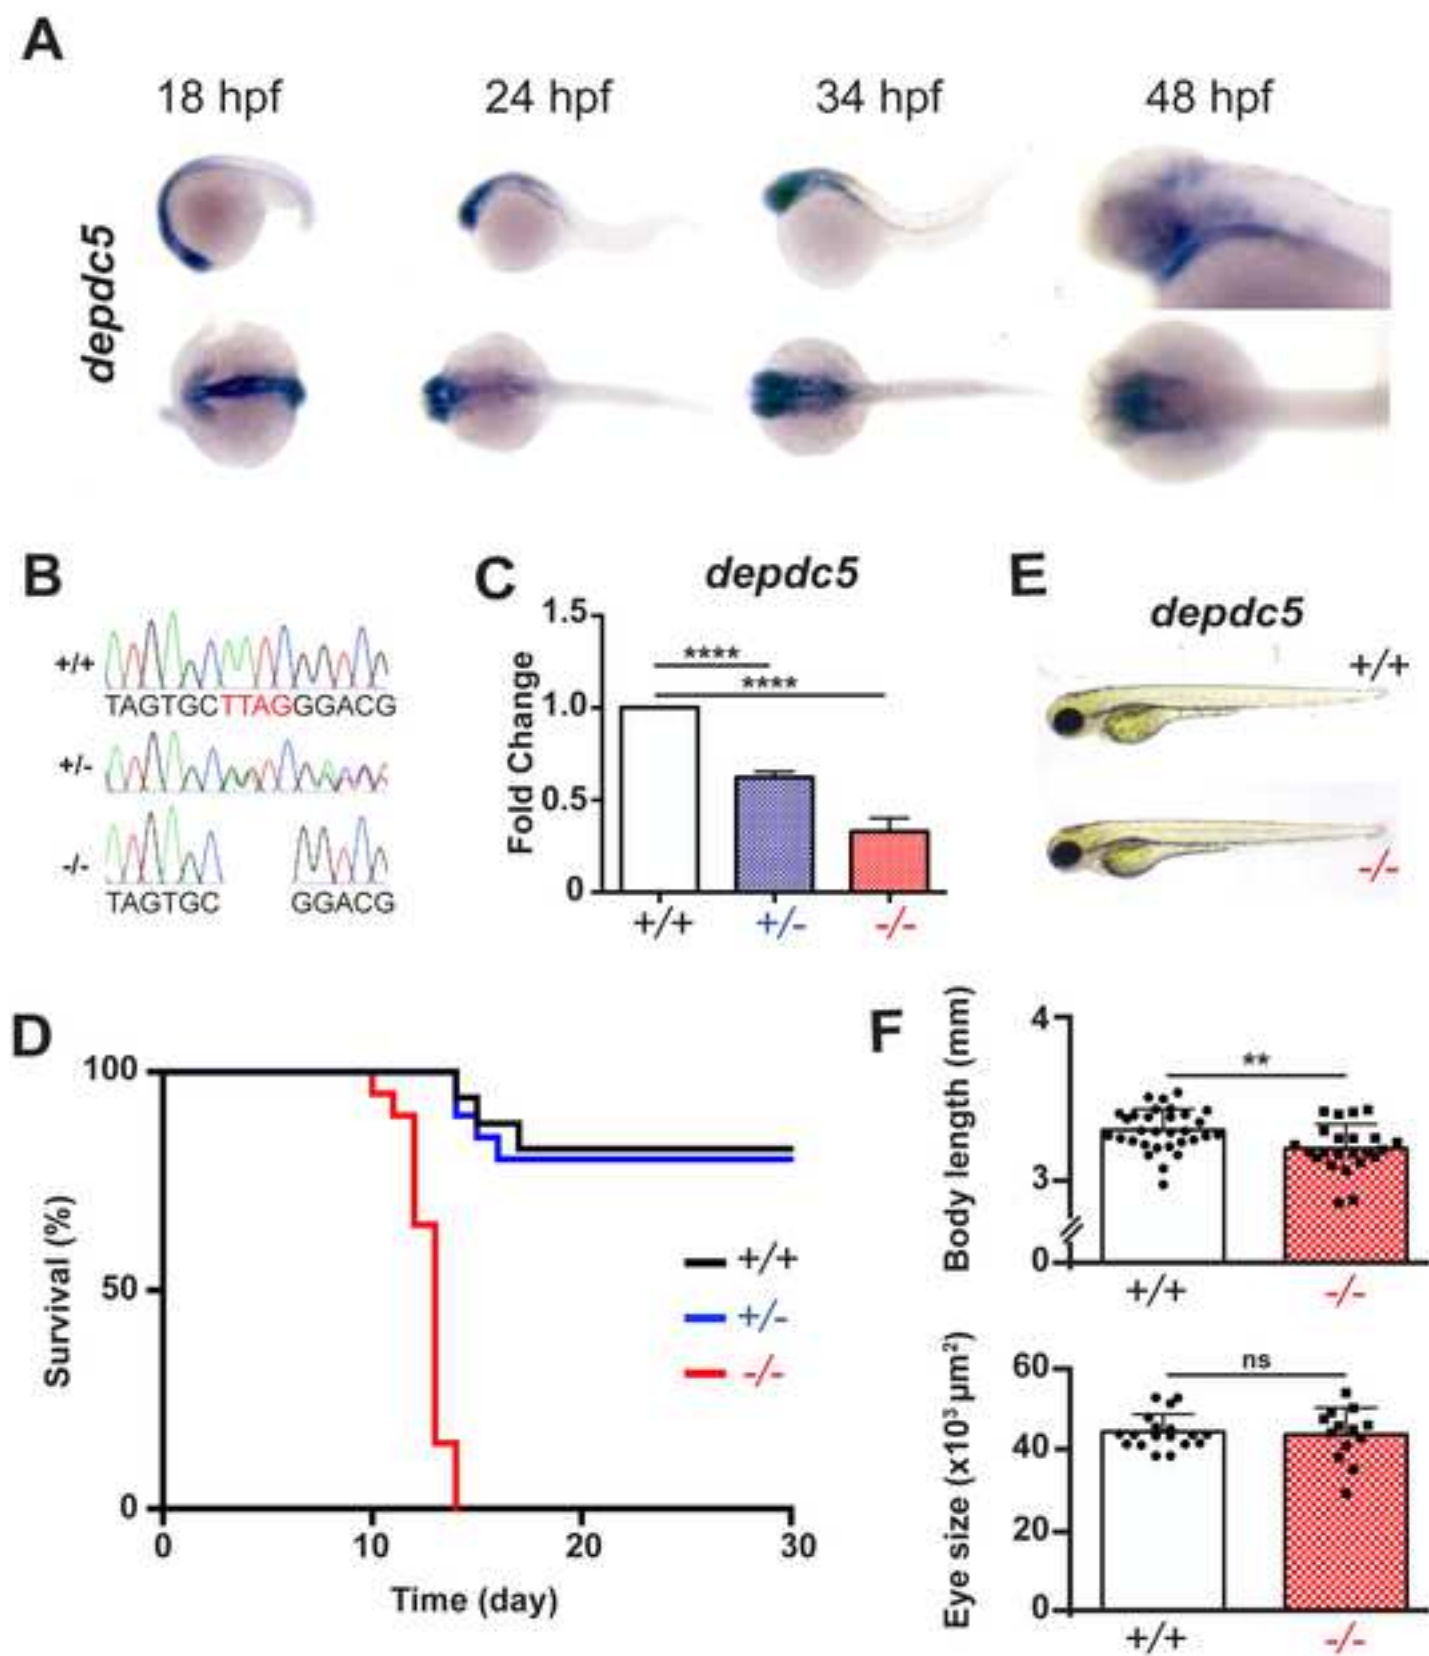 A
18 hpf 24 hpf 34 hpf 48 hpf
depdc5
B
+/+
TAGTGCTTAGGGACG
+/-
-/-
TAGTGC GGACG
C
depdc5
Fold Change
1.5
1.0
0.5
0
****
****
+/+ +/- -/-
E
depdc5
+/+
-/-
D
Survival (%)
100
50
0
+/+
+/-
-/-
0 10 20 30
Time (day)
F
Body length (mm)
4
3
0
**
+/+ -/-
Eye size (x10³ µm²)
60
40
20
0
ns
+/+ -/-